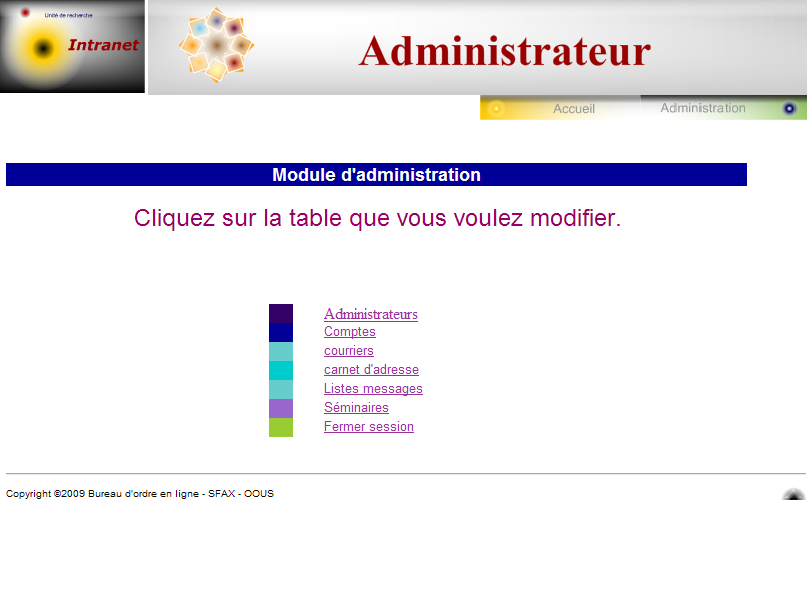 Unité de recherche
Intranet
Administrateur
Accueil
Administration
Module d'administration
Cliquez sur la table que vous voulez modifier.
Administrateurs
Comptes
courriers
carnet d'adresse
Listes messages
Séminaires
Fermer session
Copyright ©2009 Bureau d'ordre en ligne - SFAX - OOUS